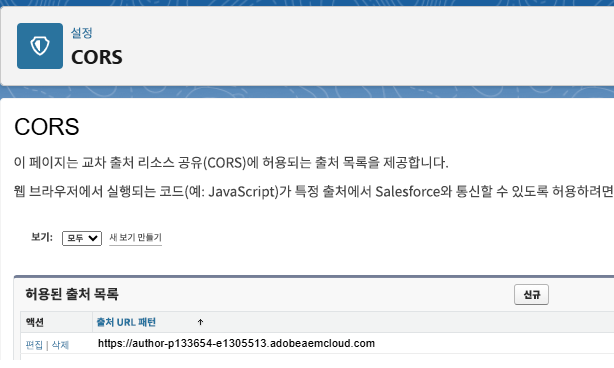 설정
CORS
CORS
이 페이지는 교차 출처 리소스 공유(CORS)에 허용되는 출처 목록을 제공합니다.
웹 브라우저에서 실행되는 코드(예: JavaScript)가 특정 출처에서 Salesforce와 통신할 수 있도록 허용하려면
보기: 모두 새 보기 만들기
허용된 출처 목록 신규
액션 출처 URL 패턴 ↑
편집 | 삭제 https://author-p133654-e1305513.adobeaemcloud.com